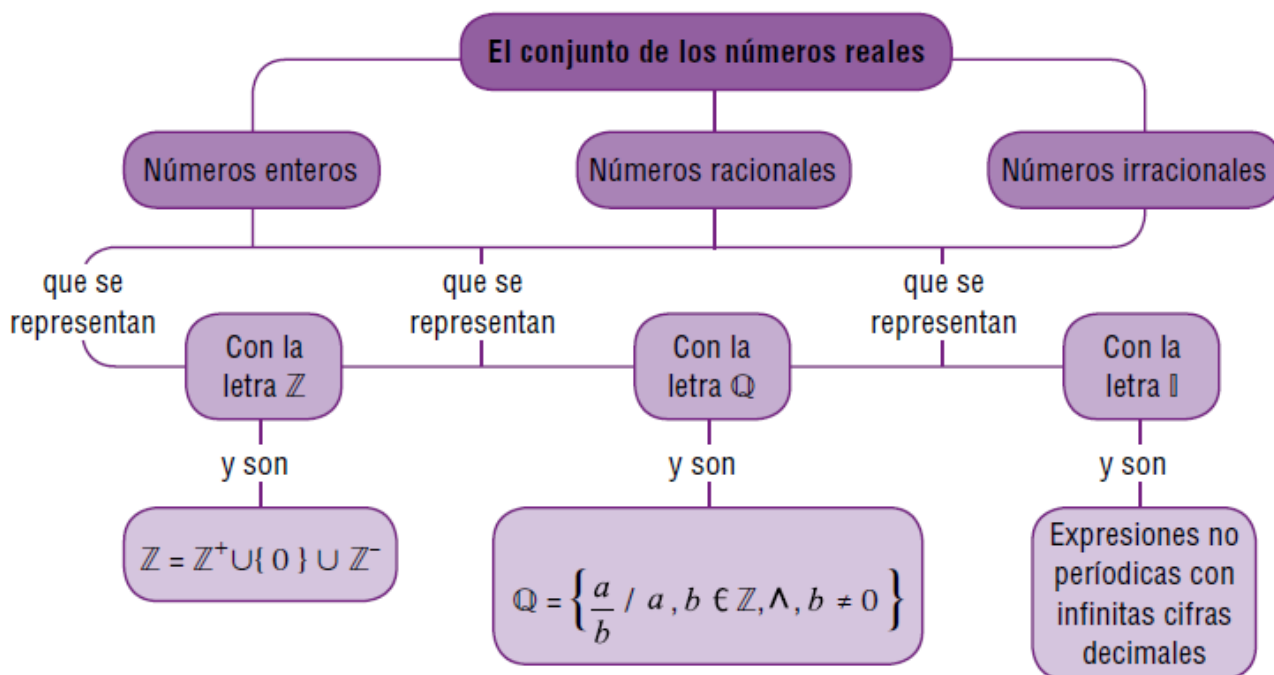 El conjunto de los números reales
Números enteros
Números racionales
Números irracionales
que se
representan
que se
representan
que se
representan
Con la
letra ℤ
Con la
letra ℚ
Con la
letra 𝕀
y son
y son
y son
ℤ = ℤ⁺ ∪ { 0 } ∪ ℤ⁻
ℚ = { a/b / a , b ∈ ℤ, ∧, b ≠ 0 }
Expresiones no
períodicas con
infinitas cifras
decimales